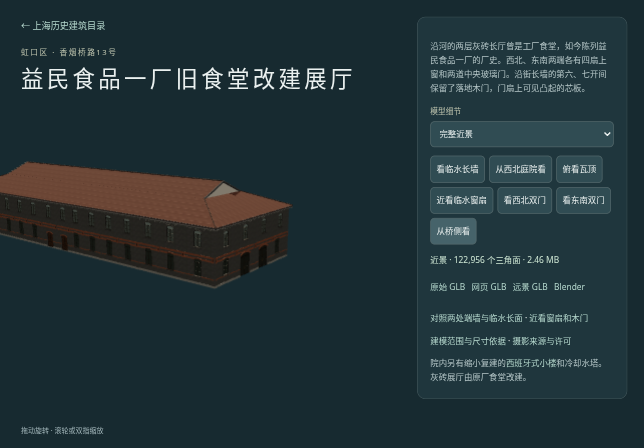 ← 上海历史建筑目录
虹口区 · 香烟桥路13号
益民食品一厂旧食堂改建展厅
沿河的两层灰砖长厅曾是工厂食堂，如今陈列益
民食品一厂的厂史。西北、东南两端各有四扇上
窗和两道中央玻璃门。沿街长墙的第六、七开间
保留了落地木门，门扇上可见凸起的芯板。
模型细节
完整近景
看临水长墙
从西北庭院看
俯看瓦顶
近看临水窗扇
看西北双门
看东南双门
从桥侧看
近景 · 122,956 个三角面 · 2.46 MB
原始 GLB 网页 GLB 远景 GLB Blender
对照两处端墙与临水长面 · 近看窗扇和木门
建模范围与尺寸依据 · 摄影来源与许可
院内另有缩小复建的西班牙式小楼和冷却水塔。
灰砖展厅由原厂食堂改建。
拖动旋转 · 滚轮或双指缩放